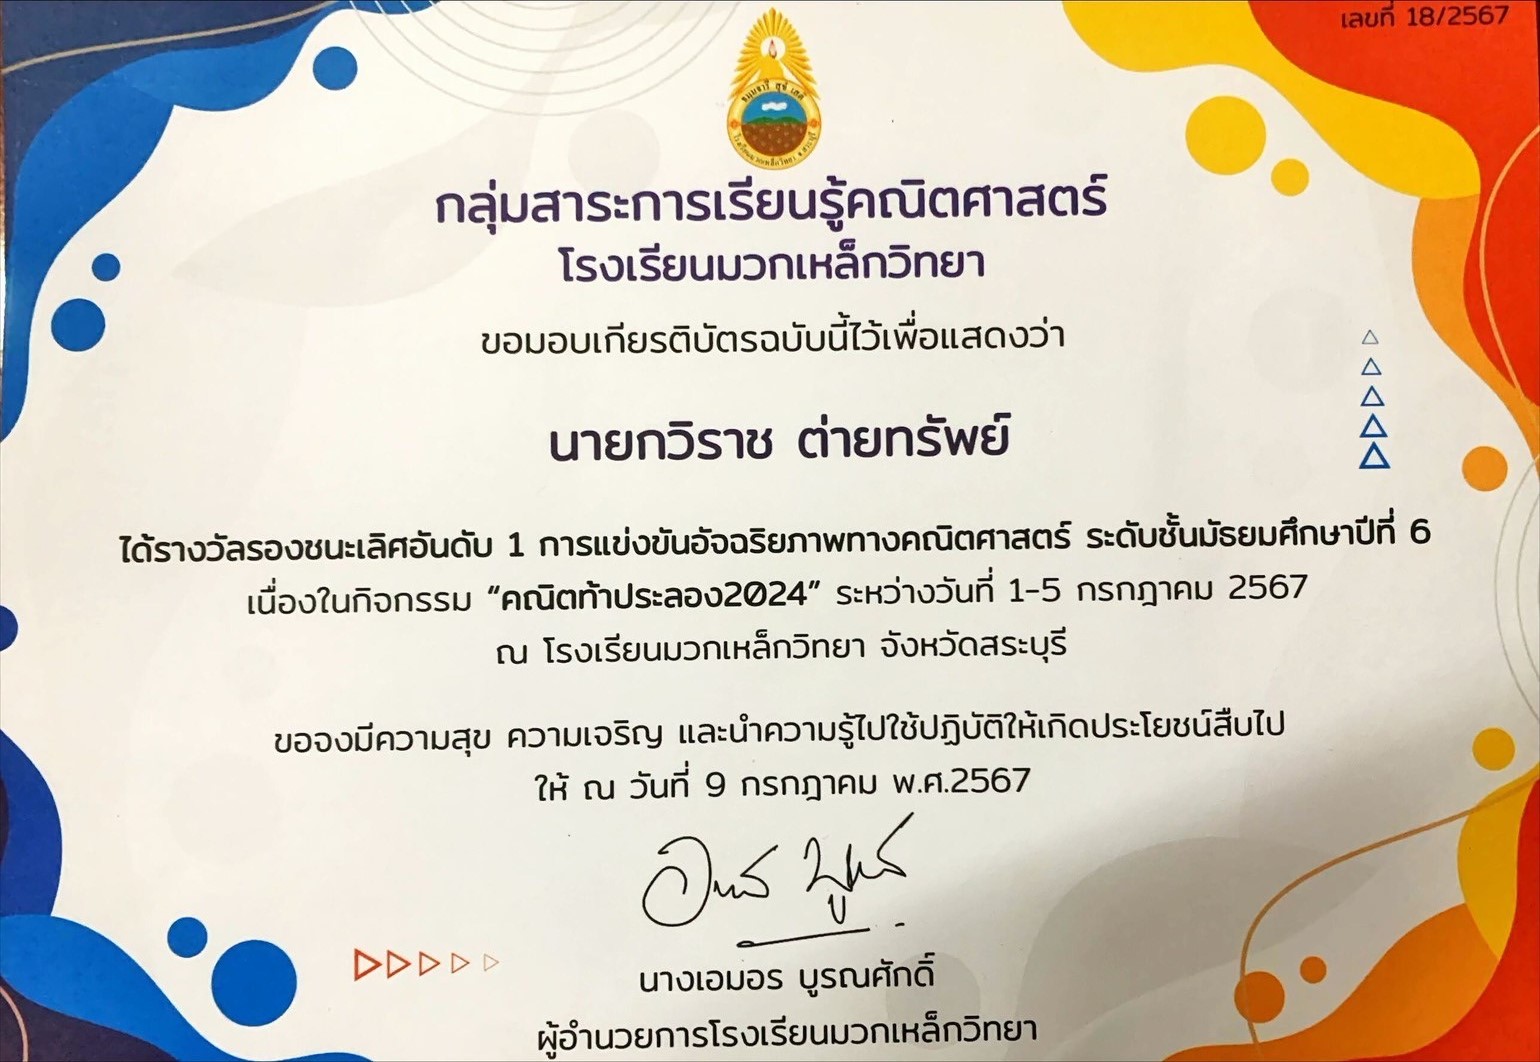 เลขที่ 18/2567
กลุ่มสาระการเรียนรู้คณิตศาสตร์
โรงเรียนมวกเหล็กวิทยา
ขอมอบเกียรติบัตรฉบับนี้ไว้เพื่อแสดงว่า
นายกวิราช ต่ายทรัพย์
ได้รางวัลรองชนะเลิศอันดับ 1 การแข่งขันอัจฉริยภาพทางคณิตศาสตร์ ระดับชั้นมัธยมศึกษาปีที่ 6
เนื่องในกิจกรรม “คณิตท้าประลอง2024” ระหว่างวันที่ 1-5 กรกฎาคม 2567
ณ โรงเรียนมวกเหล็กวิทยา จังหวัดสระบุรี
ขอจงมีความสุข ความเจริญ และนำความรู้ไปใช้ปฏิบัติให้เกิดประโยชน์สืบไป
ให้ ณ วันที่ 9 กรกฎาคม พ.ศ.2567
นางเอมอร บูรณศักดิ์
ผู้อำนวยการโรงเรียนมวกเหล็กวิทยา